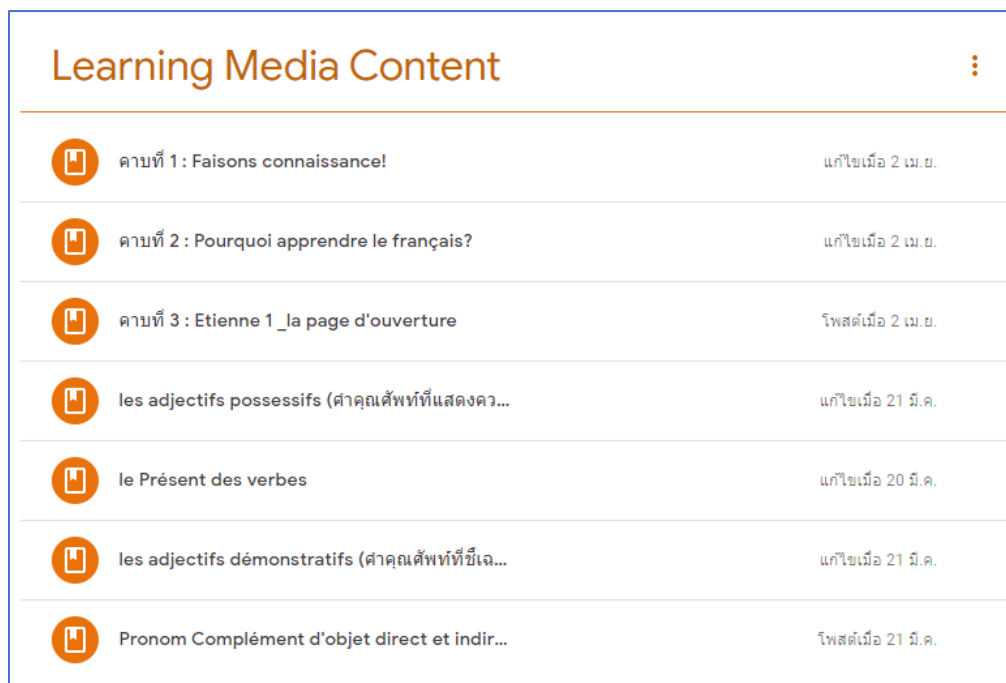 Learning Media Content
คาบที่ 1 : Faisons connaissance!
แก้ไขเมื่อ 2 เม.ย.
คาบที่ 2 : Pourquoi apprendre le français?
แก้ไขเมื่อ 2 เม.ย.
คาบที่ 3 : Etienne 1 _la page d'ouverture
โพสต์เมื่อ 2 เม.ย.
les adjectifs possessifs (คำคุณศัพท์ที่แสดงคว...
แก้ไขเมื่อ 21 มี.ค.
le Présent des verbes
แก้ไขเมื่อ 20 มี.ค.
les adjectifs démonstratifs (คำคุณศัพท์ที่ชี้เฉ...
แก้ไขเมื่อ 21 มี.ค.
Pronom Complément d'objet direct et indir...
โพสต์เมื่อ 21 มี.ค.